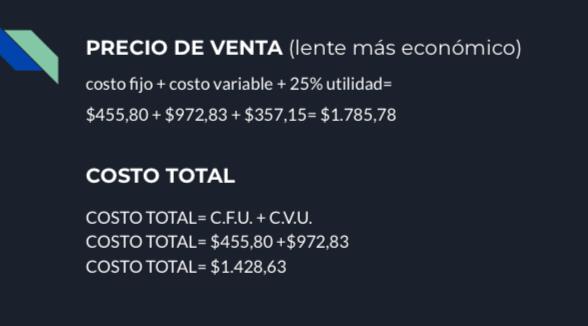 PRECIO DE VENTA (lente más económico)
costo fijo + costo variable + 25% utilidad=
$455,80 + $972,83 + $357,15= $1.785,78
COSTO TOTAL
COSTO TOTAL= C.F.U. + C.V.U.
COSTO TOTAL= $455,80 +$972,83
COSTO TOTAL= $1.428,63